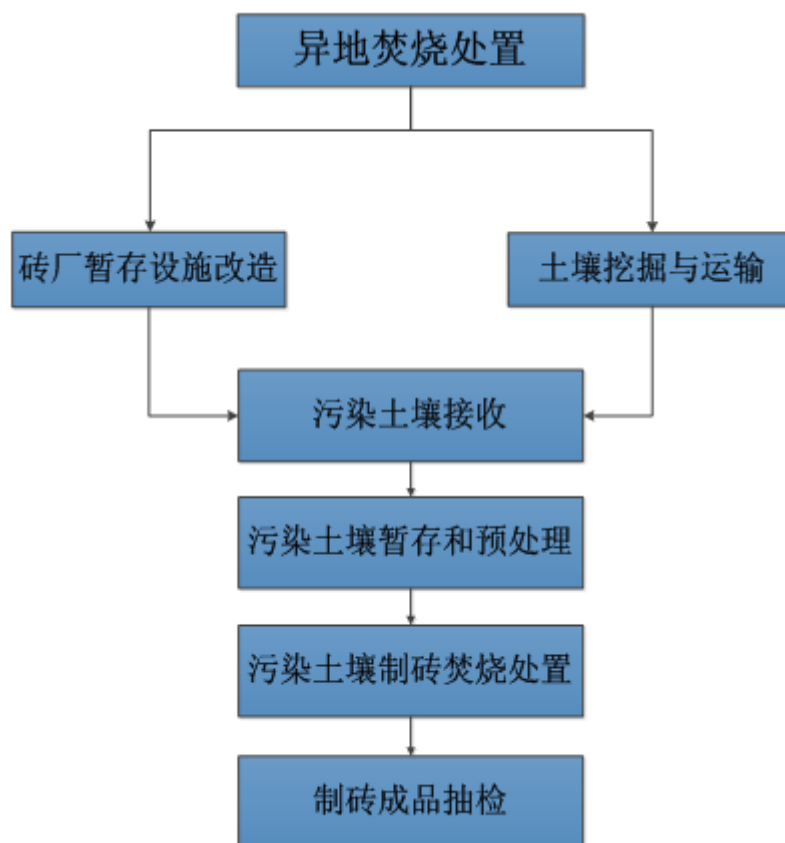 异地焚烧处置
砖厂暂存设施改造
土壤挖掘与运输
污染土壤接收
污染土壤暂存和预处理
污染土壤制砖焚烧处置
制砖成品抽检